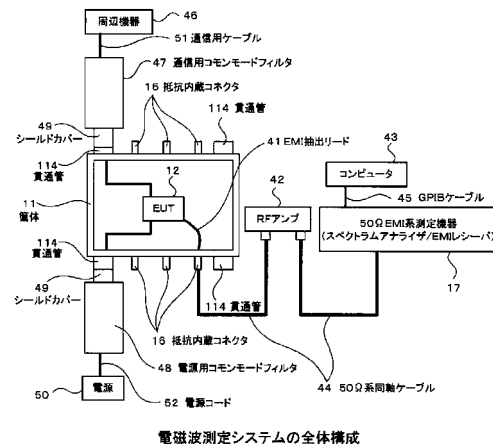 周辺機器
46
51 通信用ケーブル
47 通信用コモンモードフィルタ
16 抵抗内蔵コネクタ
114
貫通管
49
シールドカバー
114
貫通管
41 EMI抽出リード
43
コンピュータ
42
RFアンプ
45 GPIBケーブル
12
EUT
11
筐体
50Ω EMI系測定機器
(スペクトラムアナライザ/EMIレシーバ)
17
114
貫通管
49
シールドカバー
114 貫通管
16 抵抗内蔵コネクタ
48 電源用コモンモードフィルタ
44 50Ω系同軸ケーブル
電源
50
52 電源コード
電磁波測定システムの全体構成